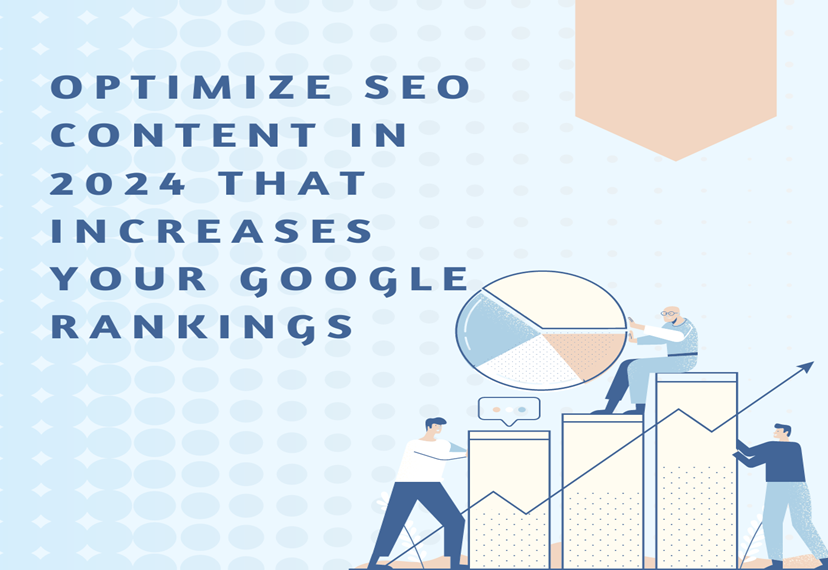 OPTIMIZE SEO
CONTENT IN
2024 THAT
INCREASES
YOUR GOOGLE
RANKINGS